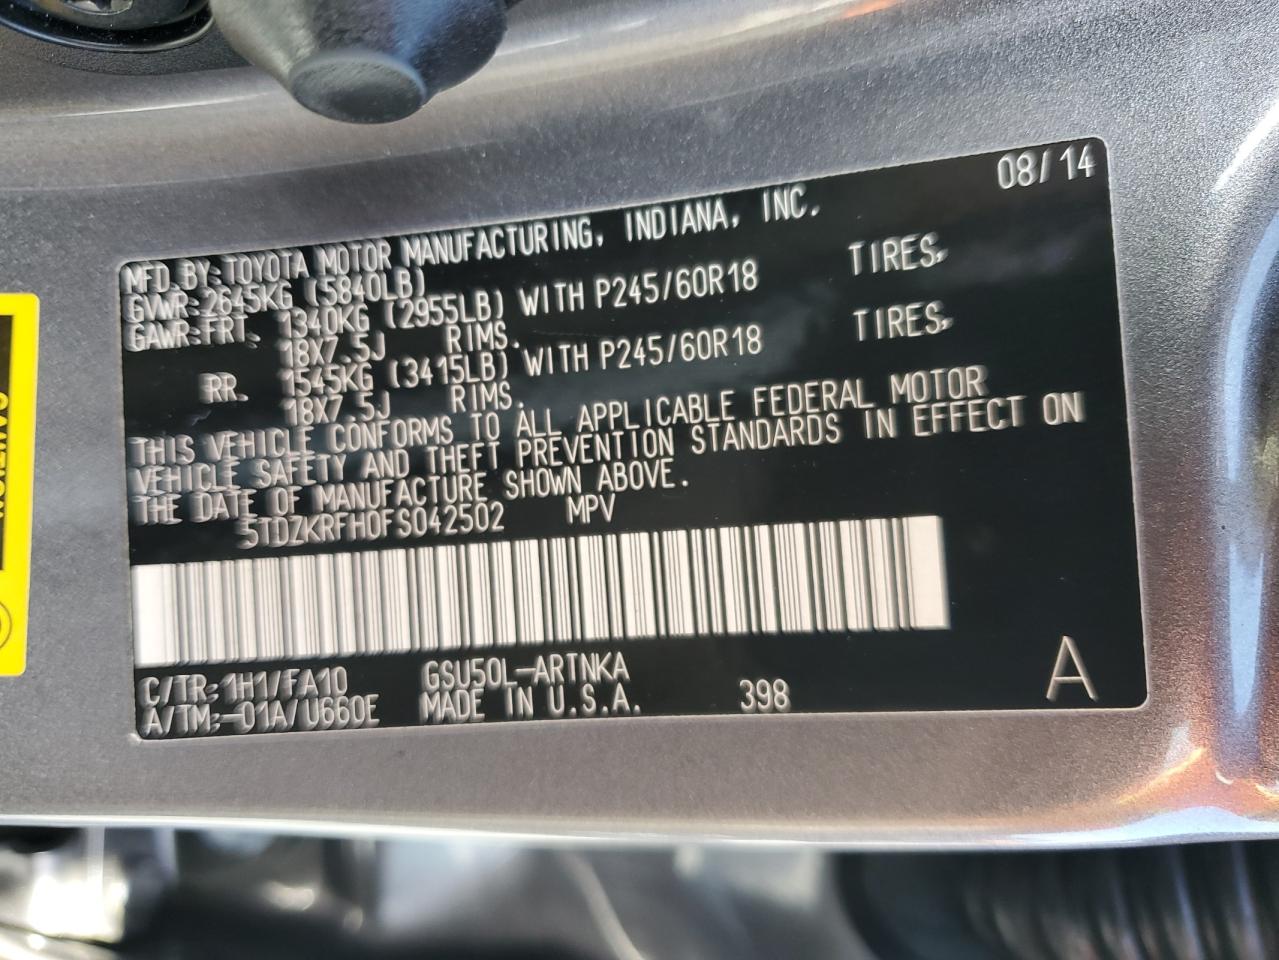 08/14
MFD.BY:TOYOTA MOTOR MANUFACTURING, INDIANA, INC.
GVWR:2645KG (5840LB)
GAWR:FRT. 1340KG (2955LB) WITH P245/60R18 TIRES,
18X7.5J RIMS.
RR. 1545KG (3415LB) WITH P245/60R18 TIRES,
18X7.5J RIMS.
THIS VEHICLE CONFORMS TO ALL APPLICABLE FEDERAL MOTOR
VEHICLE SAFETY AND THEFT PREVENTION STANDARDS IN EFFECT ON
THE DATE OF MANUFACTURE SHOWN ABOVE.
5TDZKRFH0FS042502 MPV
C/TR:1H1/FA10 GSU50L-ARTNKA
A/TM:-01A/U660E MADE IN U.S.A. 398 A